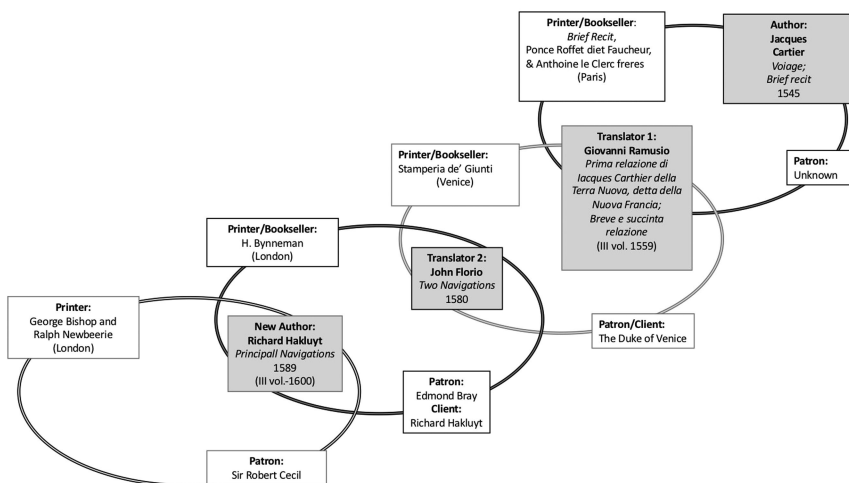 Printer/Bookseller:
Brief Recit,
Ponce Roffet diet Faucheur,
& Anthoine le Clerc freres
(Paris)
Author:
Jacques
Cartier
Voiage;
Brief recit
1545
Translator 1:
Giovanni Ramusio
Prima relazione di
Iacques Carthier della
Terra Nuova, detta della
Nuova Francia;
Breve e succinta
relazione
(III vol. 1559)
Patron:
Unknown
Printer/Bookseller:
Stamperia de' Giunti
(Venice)
Printer/Bookseller:
H. Bynneman
(London)
Translator 2:
John Florio
Two Navigations
1580
Patron/Client:
The Duke of Venice
Printer:
George Bishop and
Ralph Newbeerie
(London)
New Author:
Richard Hakluyt
Principall Navigations
1589
(III vol.-1600)
Patron:
Edmond Bray
Client:
Richard Hakluyt
Patron:
Sir Robert Cecil